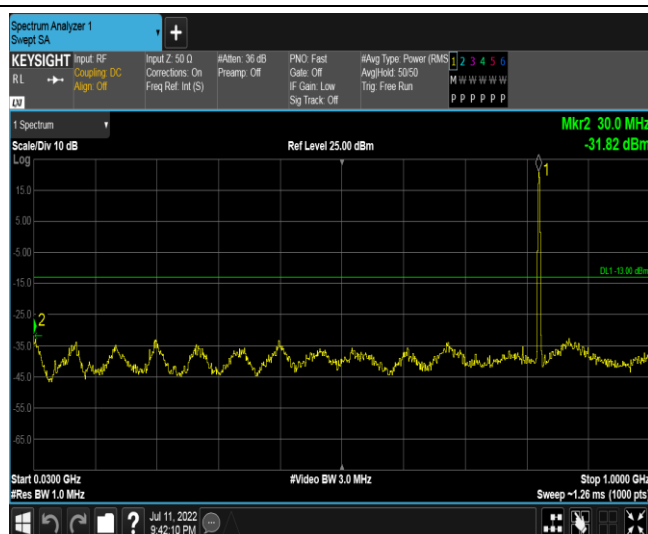 Spectrum Analyzer 1
Swept SA
+
KEYSIGHT Input: RF Input Z: 50 Ω #Atten: 36 dB PNO: Fast #Avg Type: Power (RMS 1 2 3 4 5 6
RL Coupling: DC Corrections: On Preamp: Off Gate: Off Avg|Hold: 50/50 M W W W W W
Align: Off Freq Ref: Int (S) IF Gain: Low Trig: Free Run
Sig Track: Off P P P P P P
LXI
1 Spectrum
Mkr2 30.0 MHz
Scale/Div 10 dB Ref Level 25.00 dBm -31.82 dBm
Log
1
15.0
5.00
-5.00
DL1 -13.00 dBm
-15.0
-25.0
2
-35.0
-45.0
-55.0
-65.0
Start 0.0300 GHz #Video BW 3.0 MHz Stop 1.0000 GHz
#Res BW 1.0 MHz Sweep ~1.26 ms (1000 pts)
? Jul 11, 2022
9:42:10 PM